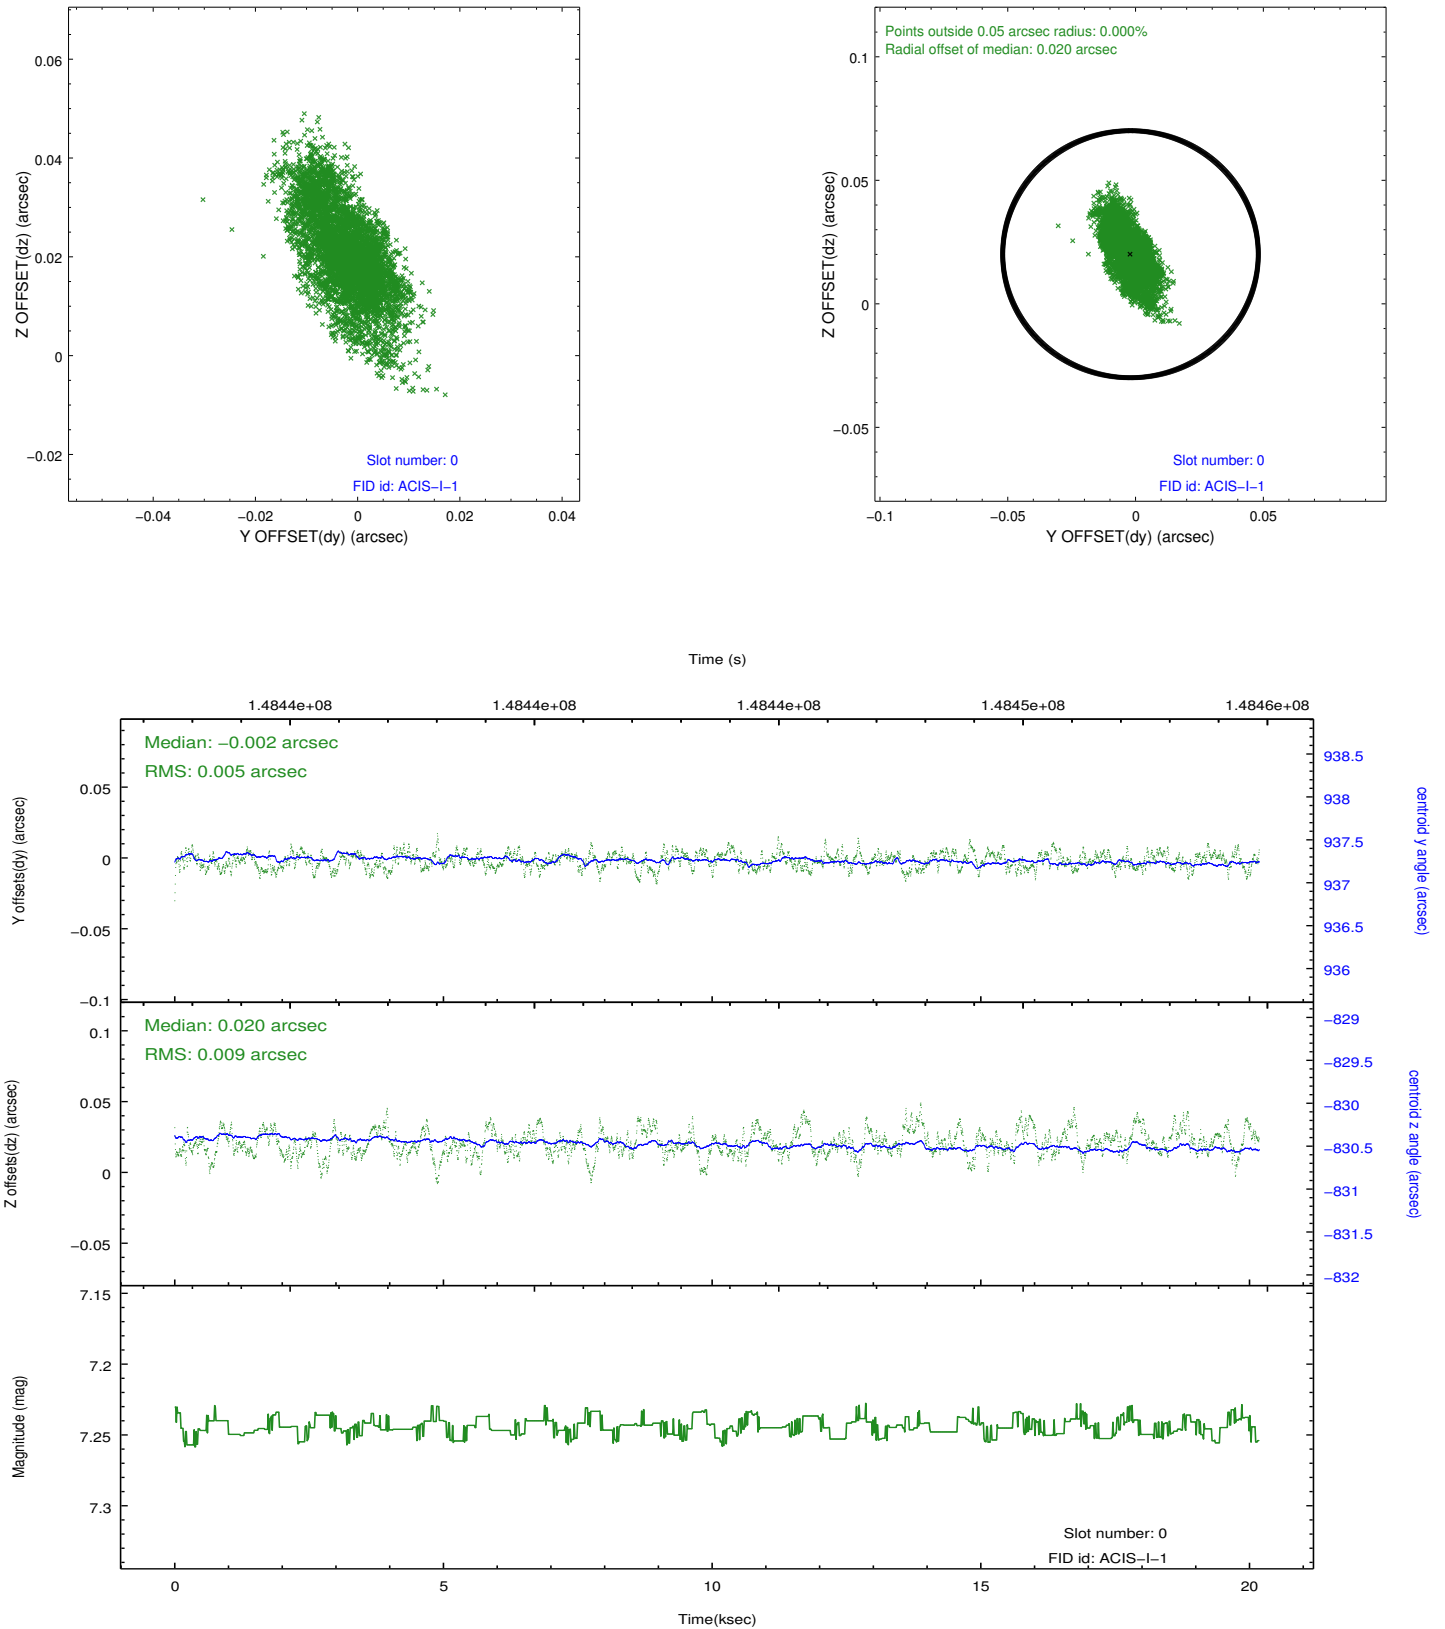 0.06
0.04
0.02
0
−0.02
Z OFFSET(dz) (arcsec)
Slot number: 0
FID id: ACIS−I−1
−0.04
−0.02
0
0.02
0.04
Y OFFSET(dy) (arcsec)
Points outside 0.05 arcsec radius: 0.000%
Radial offset of median: 0.020 arcsec
0.1
0.05
0
−0.05
Z OFFSET(dz) (arcsec)
Slot number: 0
FID id: ACIS−I−1
−0.1
−0.05
0
0.05
Y OFFSET(dy) (arcsec)
Time (s)
1.4844e+08
1.4844e+08
1.4844e+08
1.4845e+08
1.4846e+08
Median: −0.002 arcsec
RMS: 0.005 arcsec
0.05
0
−0.05
−0.1
Y offsets(dy) (arcsec)
938.5
938
937.5
937
936.5
936
centroid y angle (arcsec)
Median: 0.020 arcsec
RMS: 0.009 arcsec
0.1
0.05
0
−0.05
Z offsets(dz) (arcsec)
−829
−829.5
−830
−830.5
−831
−831.5
−832
centroid z angle (arcsec)
7.15
7.2
7.25
7.3
Magnitude (mag)
Slot number: 0
FID id: ACIS−I−1
0
5
10
15
20
Time(ksec)